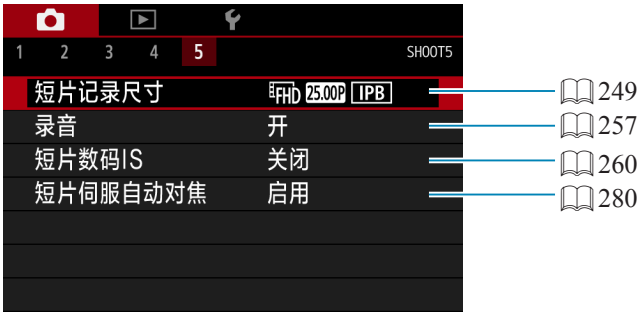 1 2 3 4 5 SHOOT5
短片记录尺寸 FHD 25.00P IPB 249
录音 开 257
短片数码IS 关闭 260
短片伺服自动对焦 启用 280